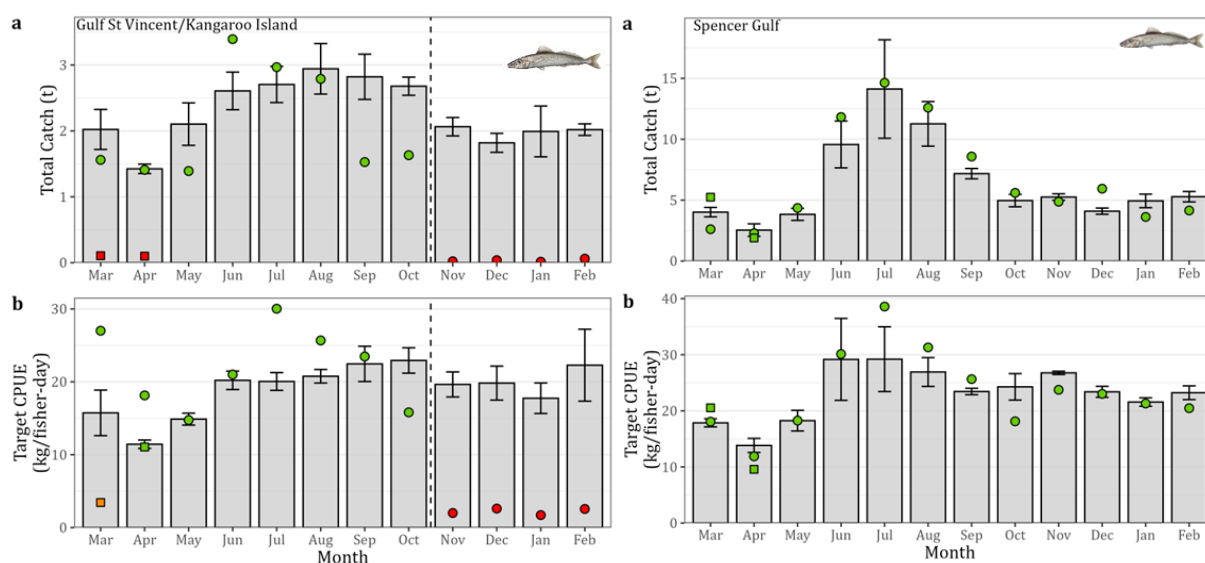 a
Gulf St Vincent/Kangaroo Island
Total Catch (t)
3
2
1
0
Mar Apr May Jun Jul Aug Sep Oct Nov Dec Jan Feb
b
Target CPUE
(kg/fisher-day)
30
20
10
0
Mar Apr May Jun Jul Aug Sep Oct Nov Dec Jan Feb
Month
a
Spencer Gulf
Total Catch (t)
15
10
5
0
Mar Apr May Jun Jul Aug Sep Oct Nov Dec Jan Feb
b
Target CPUE
(kg/fisher-day)
40
30
20
10
0
Mar Apr May Jun Jul Aug Sep Oct Nov Dec Jan Feb
Month